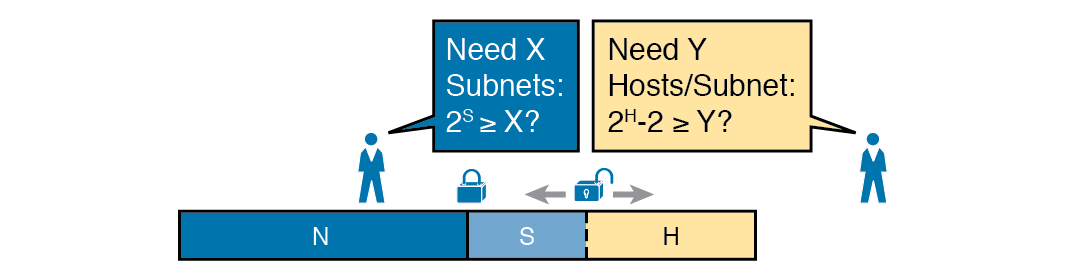 Need X
Subnets:
2^S ≥ X?
Need Y
Hosts/Subnet:
2^H-2 ≥ Y?
N
S
H